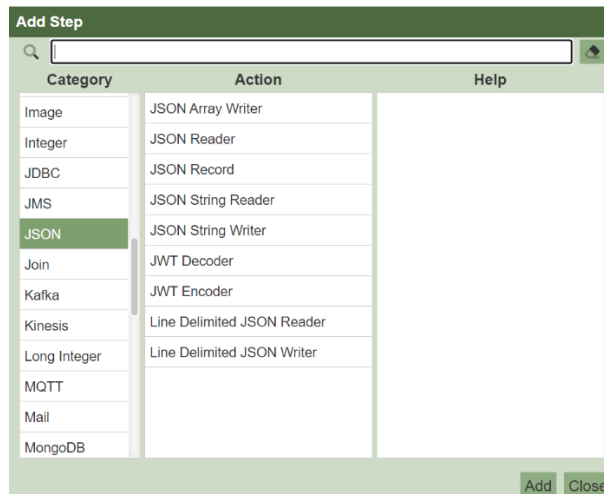 Add Step
Category
Action
Help
Image
Integer
JDBC
JMS
JSON
Join
Kafka
Kinesis
Long Integer
MQTT
Mail
MongoDB
JSON Array Writer
JSON Reader
JSON Record
JSON String Reader
JSON String Writer
JWT Decoder
JWT Encoder
Line Delimited JSON Reader
Line Delimited JSON Writer
Add
Close